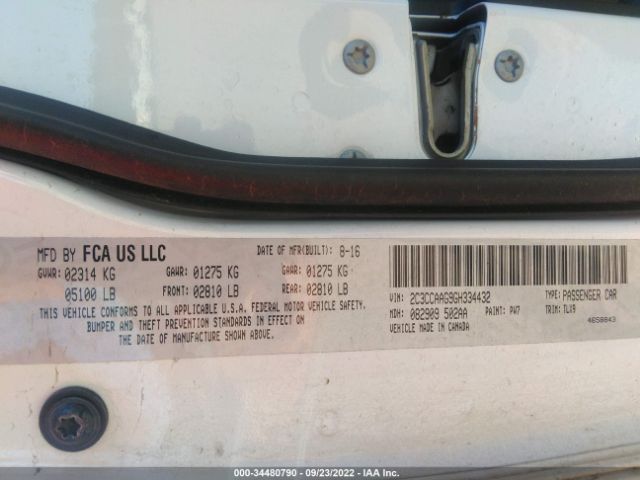 MFD BY FCA US LLC DATE OF MFR(BUILT): 8-16
GVWR: 02314 KG GAWR: 01275 KG GAWR: 01275 KG
05100 LB FRONT: 02810 LB REAR: 02810 LB
THIS VEHICLE CONFORMS TO ALL APPLICABLE U.S.A. FEDERAL MOTOR VEHICLE SAFETY,
BUMPER AND THEFT PREVENTION STANDARDS IN EFFECT ON
THE DATE OF MANUFACTURE SHOWN ABOVE.
VIN: 2C3CCAAG9GH334432 TYPE: PASSENGER CAR
MDH: 082909 502AA PAINT: PW7 TRIM: TLX9
VEHICLE MADE IN CANADA 4658843
000-34480790 - 09/23/2022 - IAA Inc.